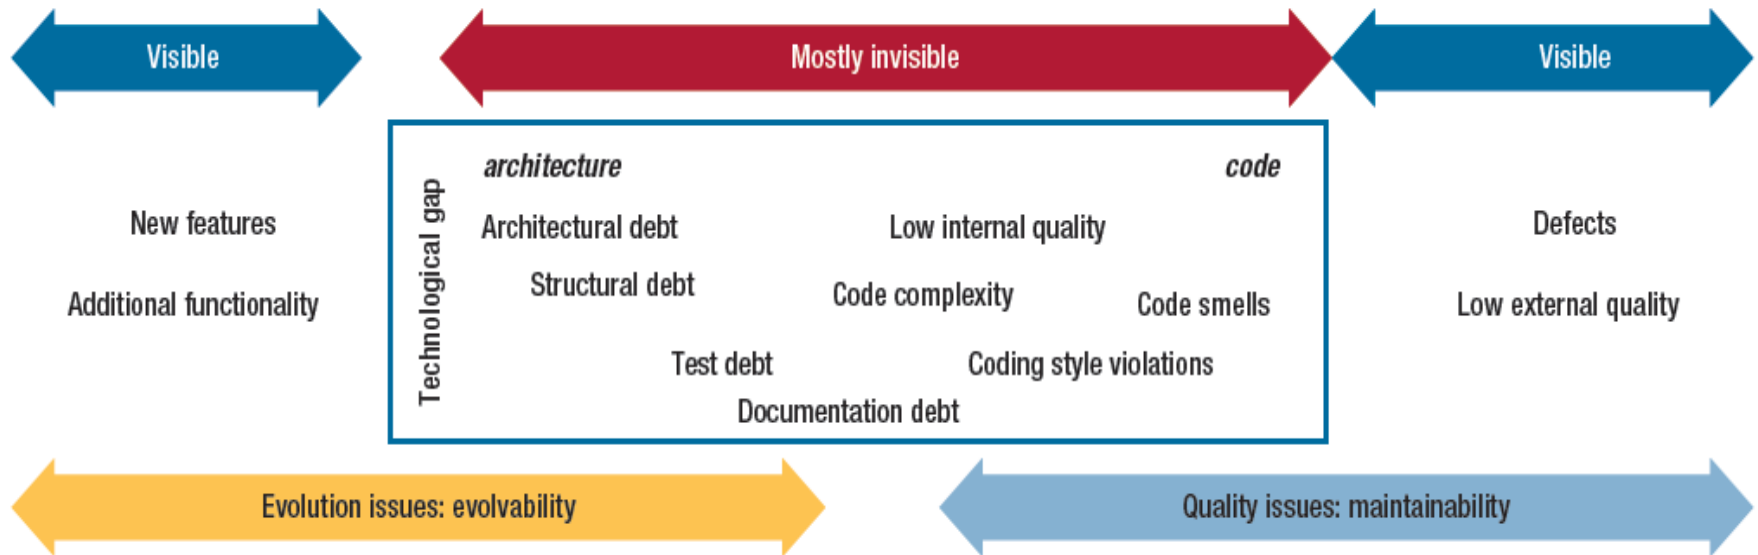 Visible
Mostly invisible
Visible
architecture
code
Technological gap
New features
Architectural debt
Low internal quality
Defects
Structural debt
Code complexity
Additional functionality
Code smells
Low external quality
Test debt
Coding style violations
Documentation debt
Evolution issues: evolvability
Quality issues: maintainability